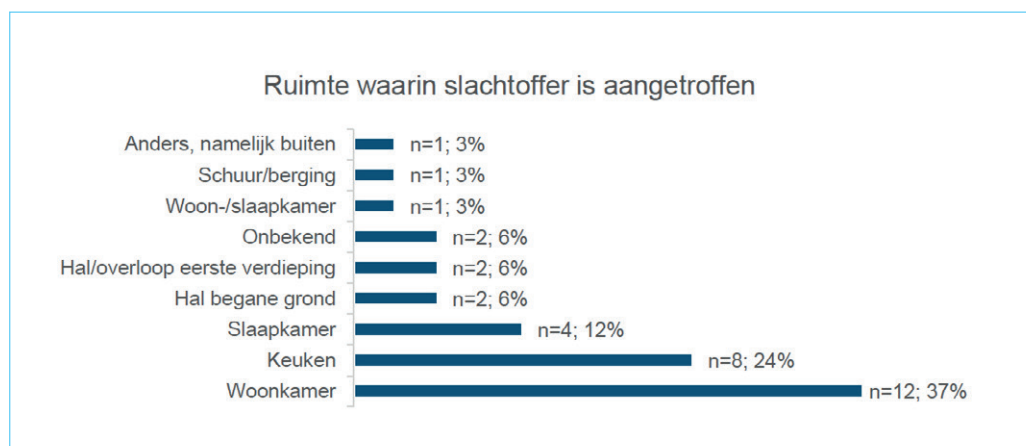 Ruimte waarin slachtoffer is aangetroffen
Anders, namelijk buiten n=1; 3%
Schuur/berging n=1; 3%
Woon-/slaapkamer n=1; 3%
Onbekend n=2; 6%
Hal/overloop eerste verdieping n=2; 6%
Hal begane grond n=2; 6%
Slaapkamer n=4; 12%
Keuken n=8; 24%
Woonkamer n=12; 37%